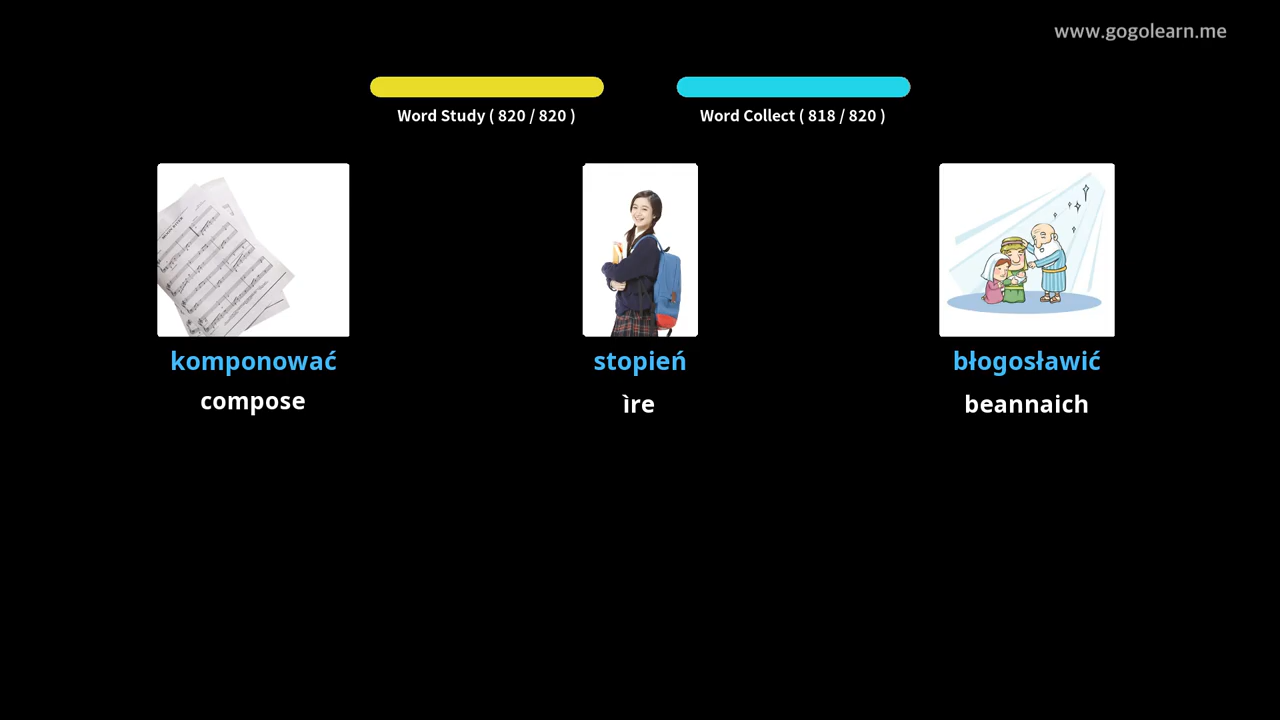 www.gogolearn.me
Word Study ( 820 / 820 )
Word Collect ( 818 / 820 )
komponować
stopień
błogosławić
compose
ìre
beannaich